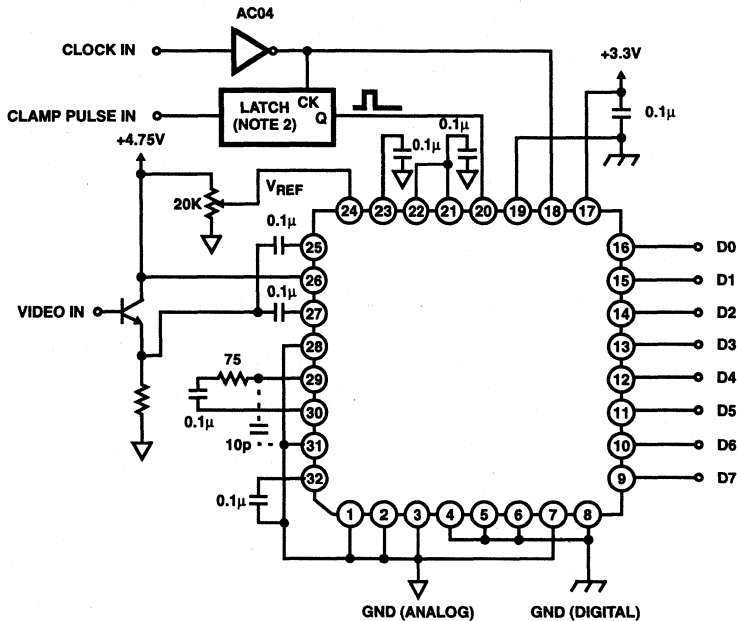 AC04
CLOCK IN
+3.3V
CK
LATCH
(NOTE 2)
Q
CLAMP PULSE IN
0.1μ
+4.75V
0.1μ
0.1μ
20K
VREF
24 23 22 21 20 19 18 17
0.1μ
25
16 D0
26
15 D1
0.1μ
VIDEO IN
27
14 D2
28
13 D3
75
29
12 D4
30
11 D5
0.1μ
10p
31
10 D6
32
9 D7
0.1μ
1 2 3 4 5 6 7 8
GND (ANALOG)
GND (DIGITAL)